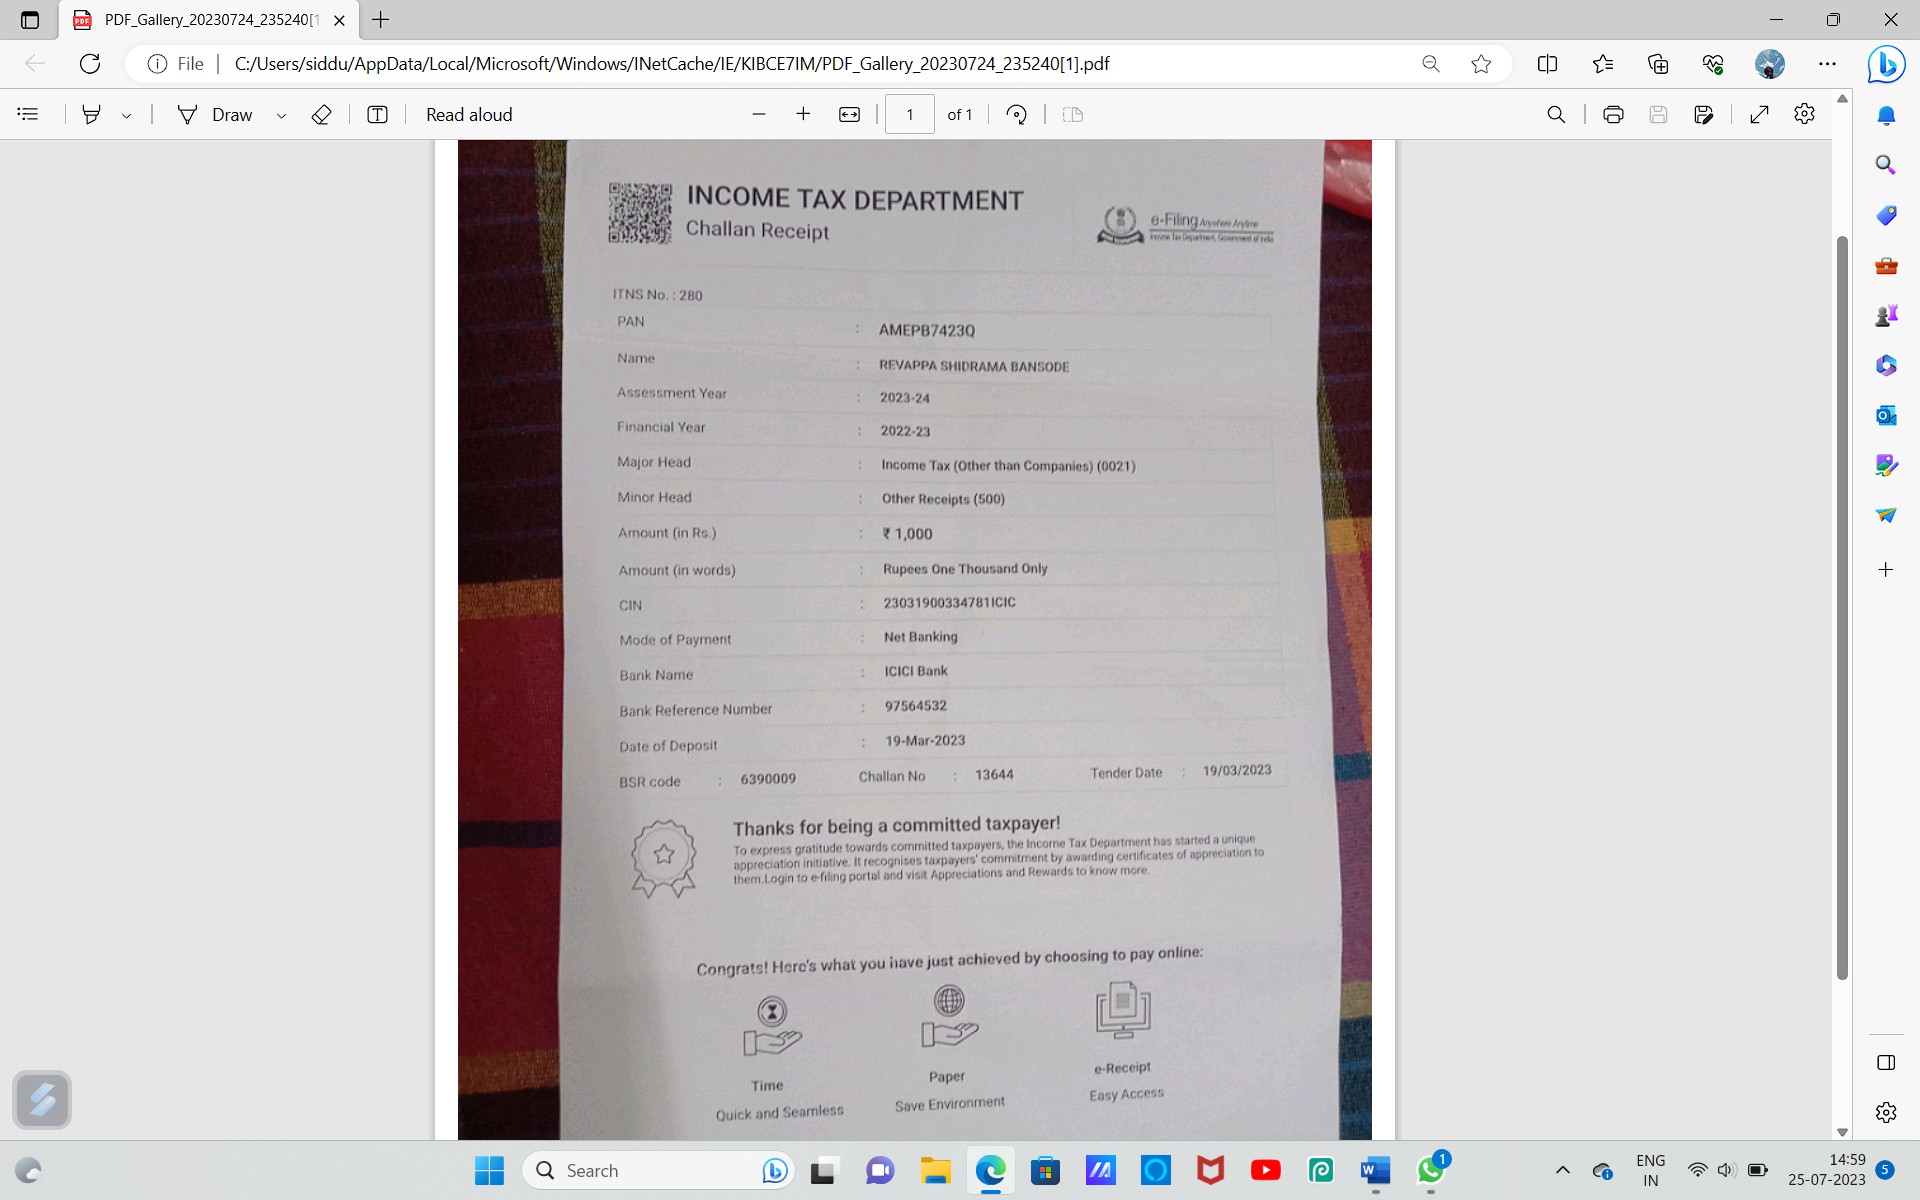 PDF_Gallery_20230724_235240[1]
File
C:/Users/siddu/AppData/Local/Microsoft/Windows/INetCache/IE/KIBCE7IM/PDF_Gallery_20230724_235240[1].pdf
Draw
Read aloud
1 of 1
INCOME TAX DEPARTMENT
Challan Receipt
e-Filing Anywhere Anytime
Income Tax Department, Government of India
ITNS No. : 280
PAN : AMEPB7423Q
Name : REVAPPA SHIDRAMA BANSODE
Assessment Year : 2023-24
Financial Year : 2022-23
Major Head : Income Tax (Other than Companies) (0021)
Minor Head : Other Receipts (500)
Amount (in Rs.) : ₹ 1,000
Amount (in words) : Rupees One Thousand Only
CIN : 23031900334781ICIC
Mode of Payment : Net Banking
Bank Name : ICICI Bank
Bank Reference Number : 97564532
Date of Deposit : 19-Mar-2023
BSR code : 6390009 Challan No : 13644 Tender Date : 19/03/2023
Thanks for being a committed taxpayer!
To express gratitude towards committed taxpayers, the Income Tax Department has started a unique
appreciation initiative. It recognises taxpayers' commitment by awarding certificates of appreciation to
them.Login to e-filing portal and visit Appreciations and Rewards to know more.
Congrats! Here's what you have just achieved by choosing to pay online:
Time Paper e-Receipt
Quick and Seamless Save Environment Easy Access
Search
1
ENG
IN
14:59
25-07-2023
5